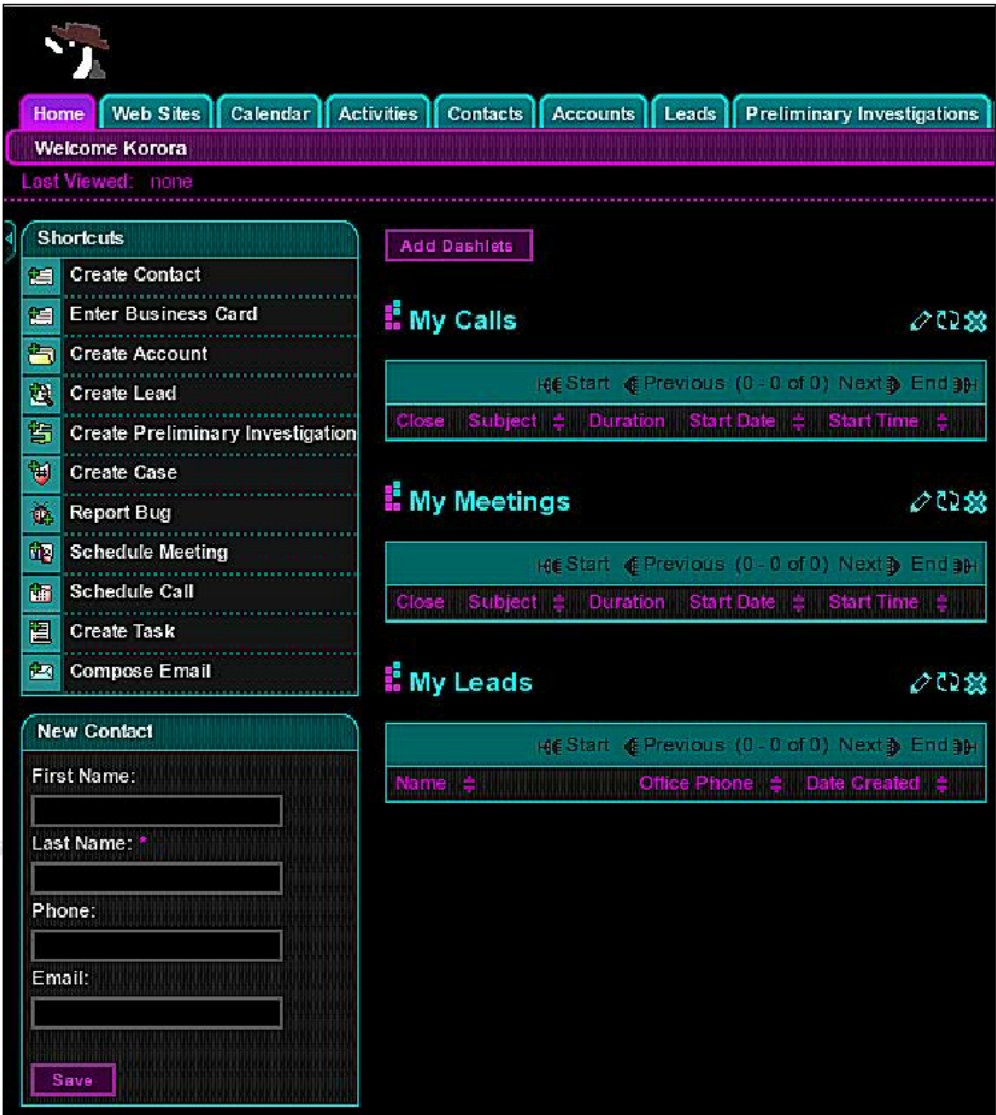 Home Web Sites Calendar Activities Contacts Accounts Leads Preliminary Investigations
Welcome Korora
Last Viewed: none
Shortcuts
Create Contact
Enter Business Card
Create Account
Create Lead
Create Preliminary Investigation
Create Case
Report Bug
Schedule Meeting
Schedule Call
Create Task
Compose Email
New Contact
First Name:
Last Name: *
Phone:
Email:
Save
Add Dashlets
My Calls
Start Previous (0 - 0 of 0) Next End
Close Subject Duration Start Date Start Time
My Meetings
Start Previous (0 - 0 of 0) Next End
Close Subject Duration Start Date Start Time
My Leads
Start Previous (0 - 0 of 0) Next End
Name Office Phone Date Created